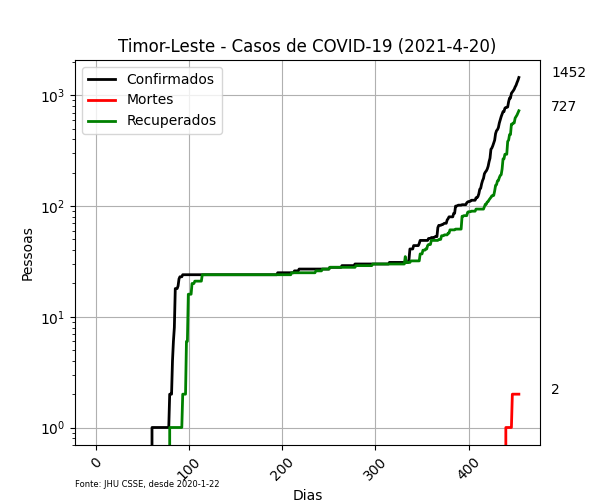 Timor-Leste - Casos de COVID-19 (2021-4-20)
Confirmados
Mortes
Recuperados
1452
727
2
Pessoas
10³
10²
10¹
10⁰
0
100
200
300
400
Fonte: JHU CSSE, desde 2020-1-22
Dias